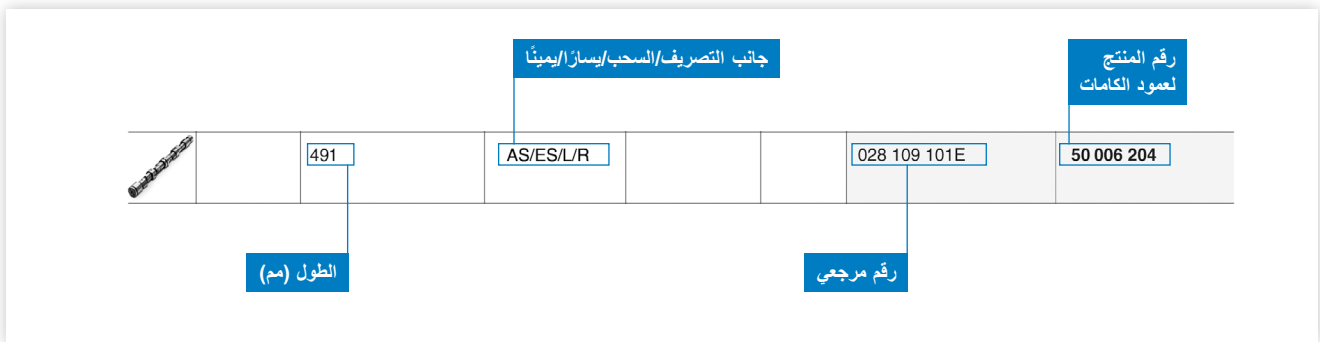 رقم المنتج
لعمود الكامات
جانب التصريف/السحب/يسارًا/يمينًا
491
AS/ES/L/R
028 109 101E
50 006 204
الطول (مم)
رقم مرجعي